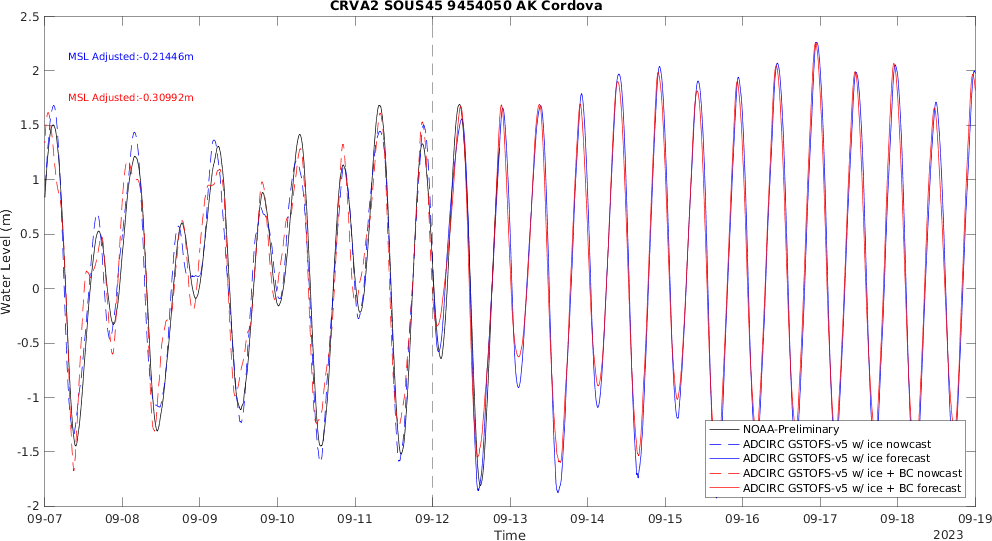 CRVA2 SOUS45 9454050 AK Cordova
MSL Adjusted:-0.21446m
MSL Adjusted:-0.30992m
2.5
2
1.5
1
0.5
0
-0.5
-1
-1.5
-2
Water Level (m)
NOAA-Preliminary
ADCIRC GSTOFS-v5 w/ ice nowcast
ADCIRC GSTOFS-v5 w/ ice forecast
ADCIRC GSTOFS-v5 w/ ice + BC nowcast
ADCIRC GSTOFS-v5 w/ ice + BC forecast
09-07 09-08 09-09 09-10 09-11 09-12 09-13 09-14 09-15 09-16 09-17 09-18 09-19
Time
2023